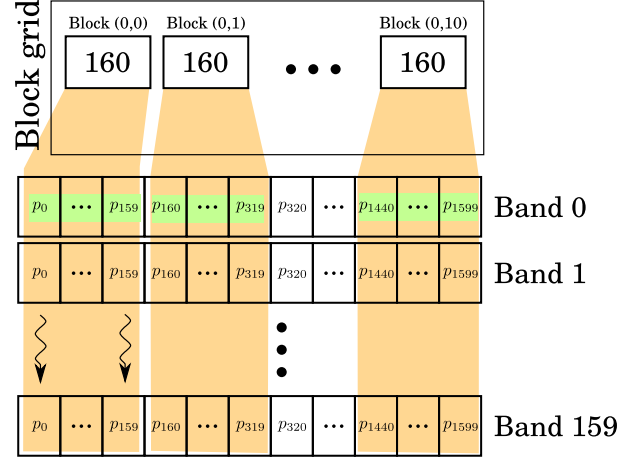 Block grid
Block (0,0) Block (0,1) Block (0,10)
160 160 ••• 160
p0 ••• p159 p160 ••• p319 p320 ••• p1440 ••• p1599 Band 0
p0 ••• p159 p160 ••• p319 p320 ••• p1440 ••• p1599 Band 1
p0 ••• p159 p160 ••• p319 p320 ••• p1440 ••• p1599 Band 159